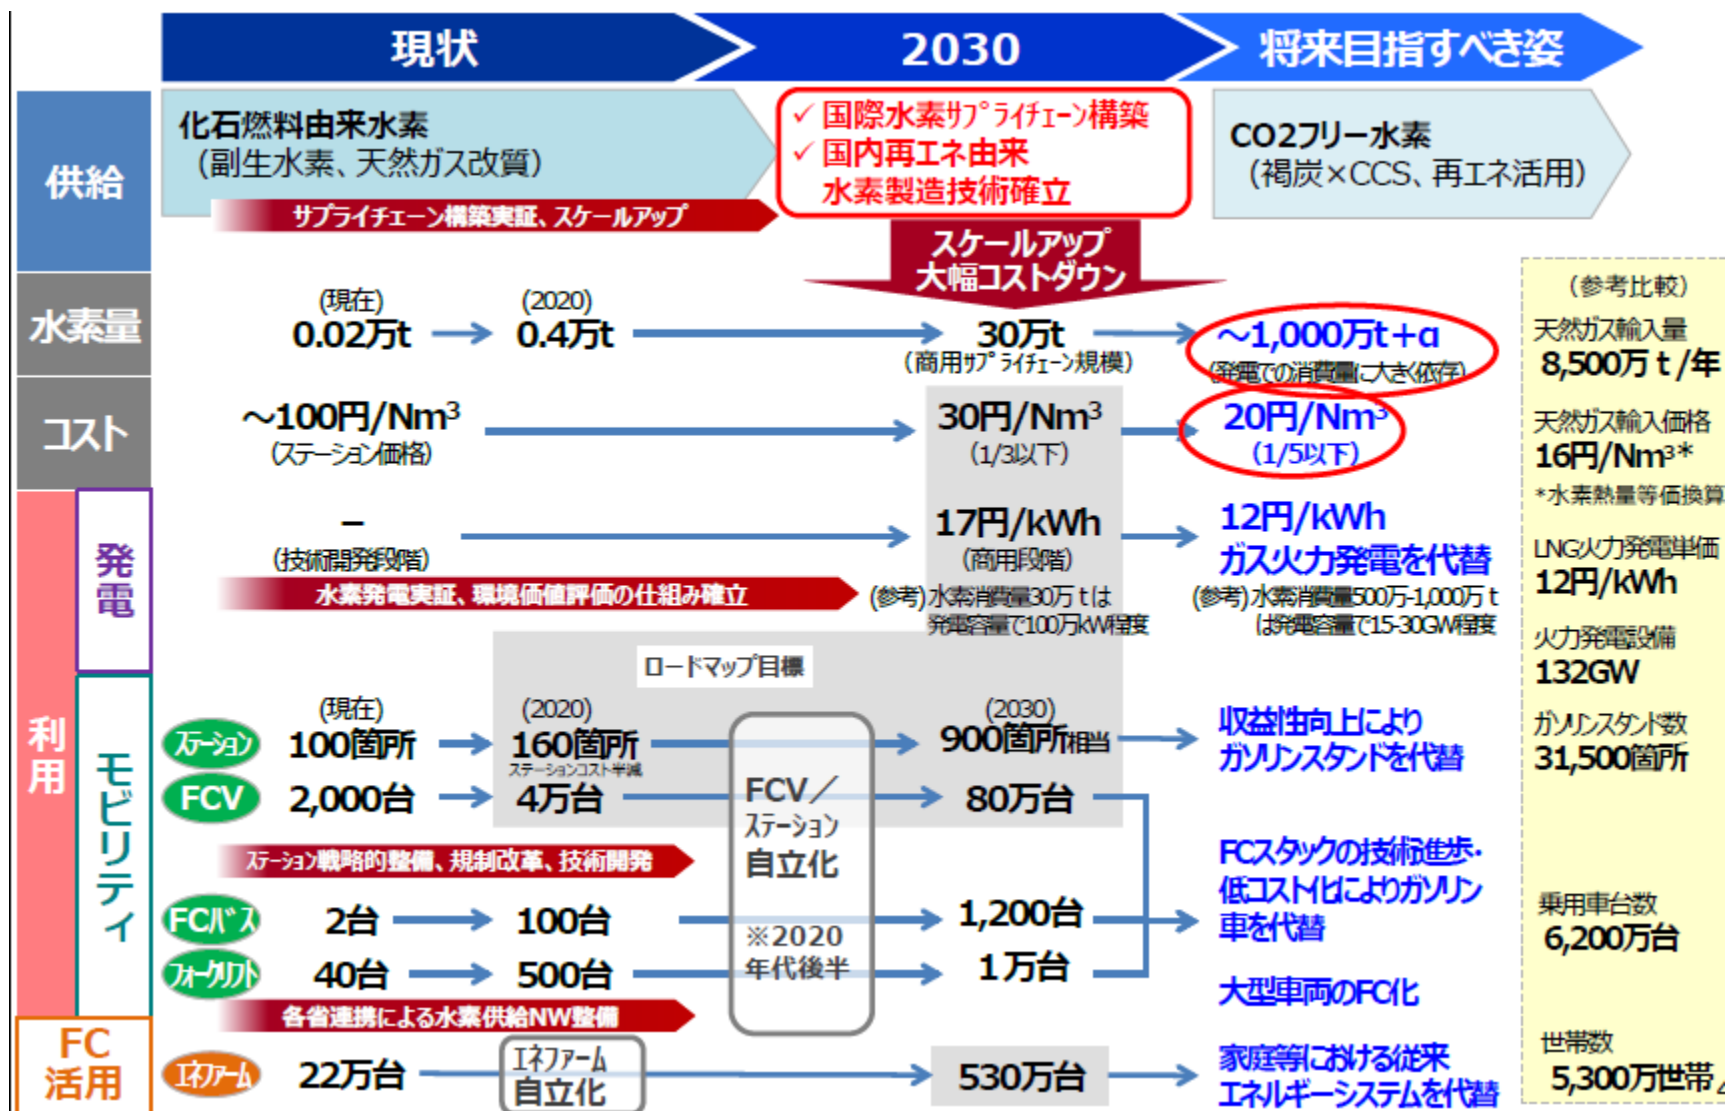 現状
2030
将来目指すべき姿
供給
化石燃料由来水素
(副生水素、天然ガス改質)
サプライチェーン構築実証、スケールアップ
✓ 国際水素ｻﾌﾟﾗｲﾁｪｰﾝ構築
✓ 国内再エネ由来
水素製造技術確立
CO2フリー水素
(褐炭×CCS、再エネ活用)
スケールアップ
大幅コストダウン
水素量
(現在)
0.02万t
(2020)
0.4万t
30万t
(商用ｻﾌﾟﾗｲﾁｪｰﾝ規模)
～1,000万t+α
(発電での消費量に大きく依存)
コスト
～100円/Nm³
(ステーション価格)
30円/Nm³
(1/3以下)
20円/Nm³
(1/5以下)
利用
発電
－
(技術開発段階)
水素発電実証、環境価値評価の仕組み確立
17円/kWh
(商用段階)
(参考) 水素消費量30万ｔは
発電容量で100万kW程度
12円/kWh
ガス火力発電を代替
(参考) 水素消費量500万-1,000万ｔ
は発電容量で15-30GW程度
ロードマップ目標
モビリティ
ｽﾃｰｼｮﾝ
(現在)
100箇所
(2020)
160箇所
ステーションコスト半減
(2030)
900箇所相当
収益性向上により
ガソリンスタンドを代替
FCV
2,000台
4万台
80万台
FCV／
ｽﾃｰｼｮﾝ
自立化
※2020
年代後半
ｽﾃｰｼｮﾝ戦略的整備、規制改革、技術開発
FCﾊﾞｽ
2台
100台
1,200台
FCスタックの技術進歩・
低コスト化によりガソリン
車を代替
ﾌｫｰｸﾘﾌﾄ
40台
500台
1万台
大型車両のFC化
各省連携による水素供給NW整備
FC
活用
ｴﾈﾌｧｰﾑ
22万台
ｴﾈﾌｧｰﾑ
自立化
530万台
家庭等における従来
エネルギーシステムを代替
(参考比較)
天然ガス輸入量
8,500万ｔ/年
天然ガス輸入価格
16円/Nm³*
*水素熱量等価換算
LNG火力発電単価
12円/kWh
火力発電設備
132GW
ガソリンスタンド数
31,500箇所
乗用車台数
6,200万台
世帯数
5,300万世帯